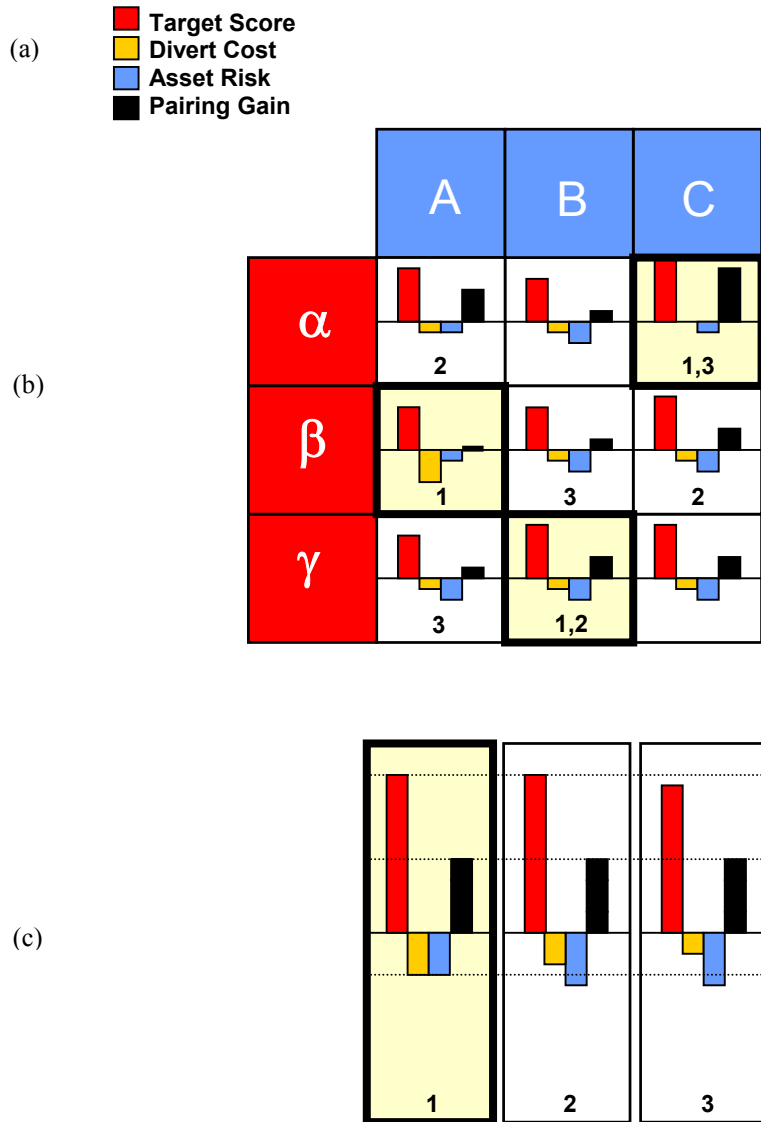 (a)
Target Score
Divert Cost
Asset Risk
Pairing Gain
A B C
(b)
α
2 1,3
β
1 3 2
γ
3 1,2
(c)
1 2 3